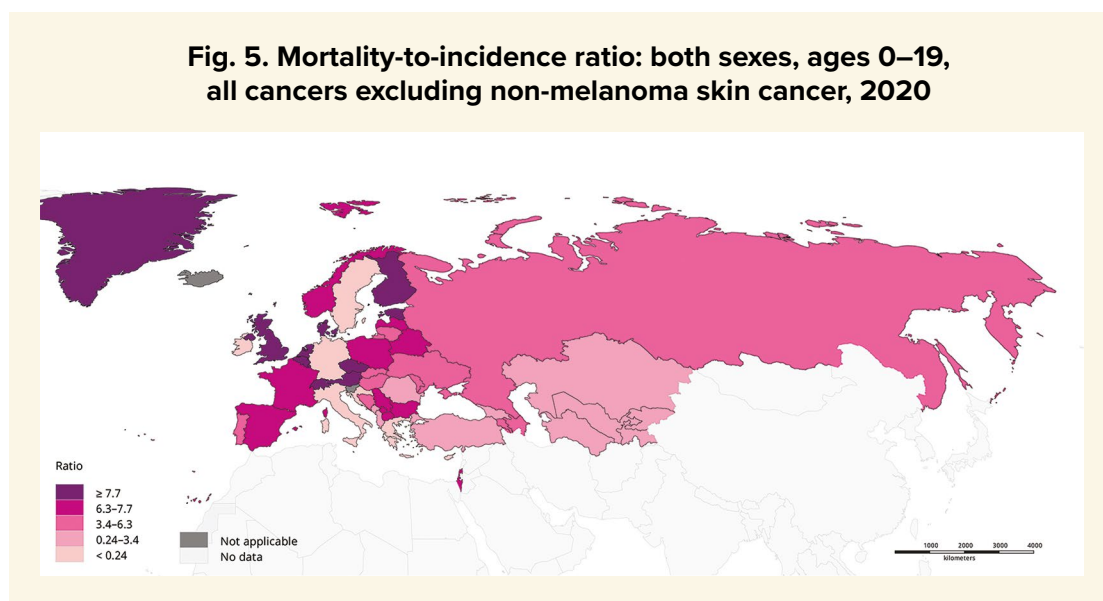 Fig. 5. Mortality-to-incidence ratio: both sexes, ages 0–19,
all cancers excluding non-melanoma skin cancer, 2020
Ratio
≥ 7.7
6.3–7.7
3.4–6.3
0.24–3.4
< 0.24
Not applicable
No data
1000 2000 3000 4000
kilometers